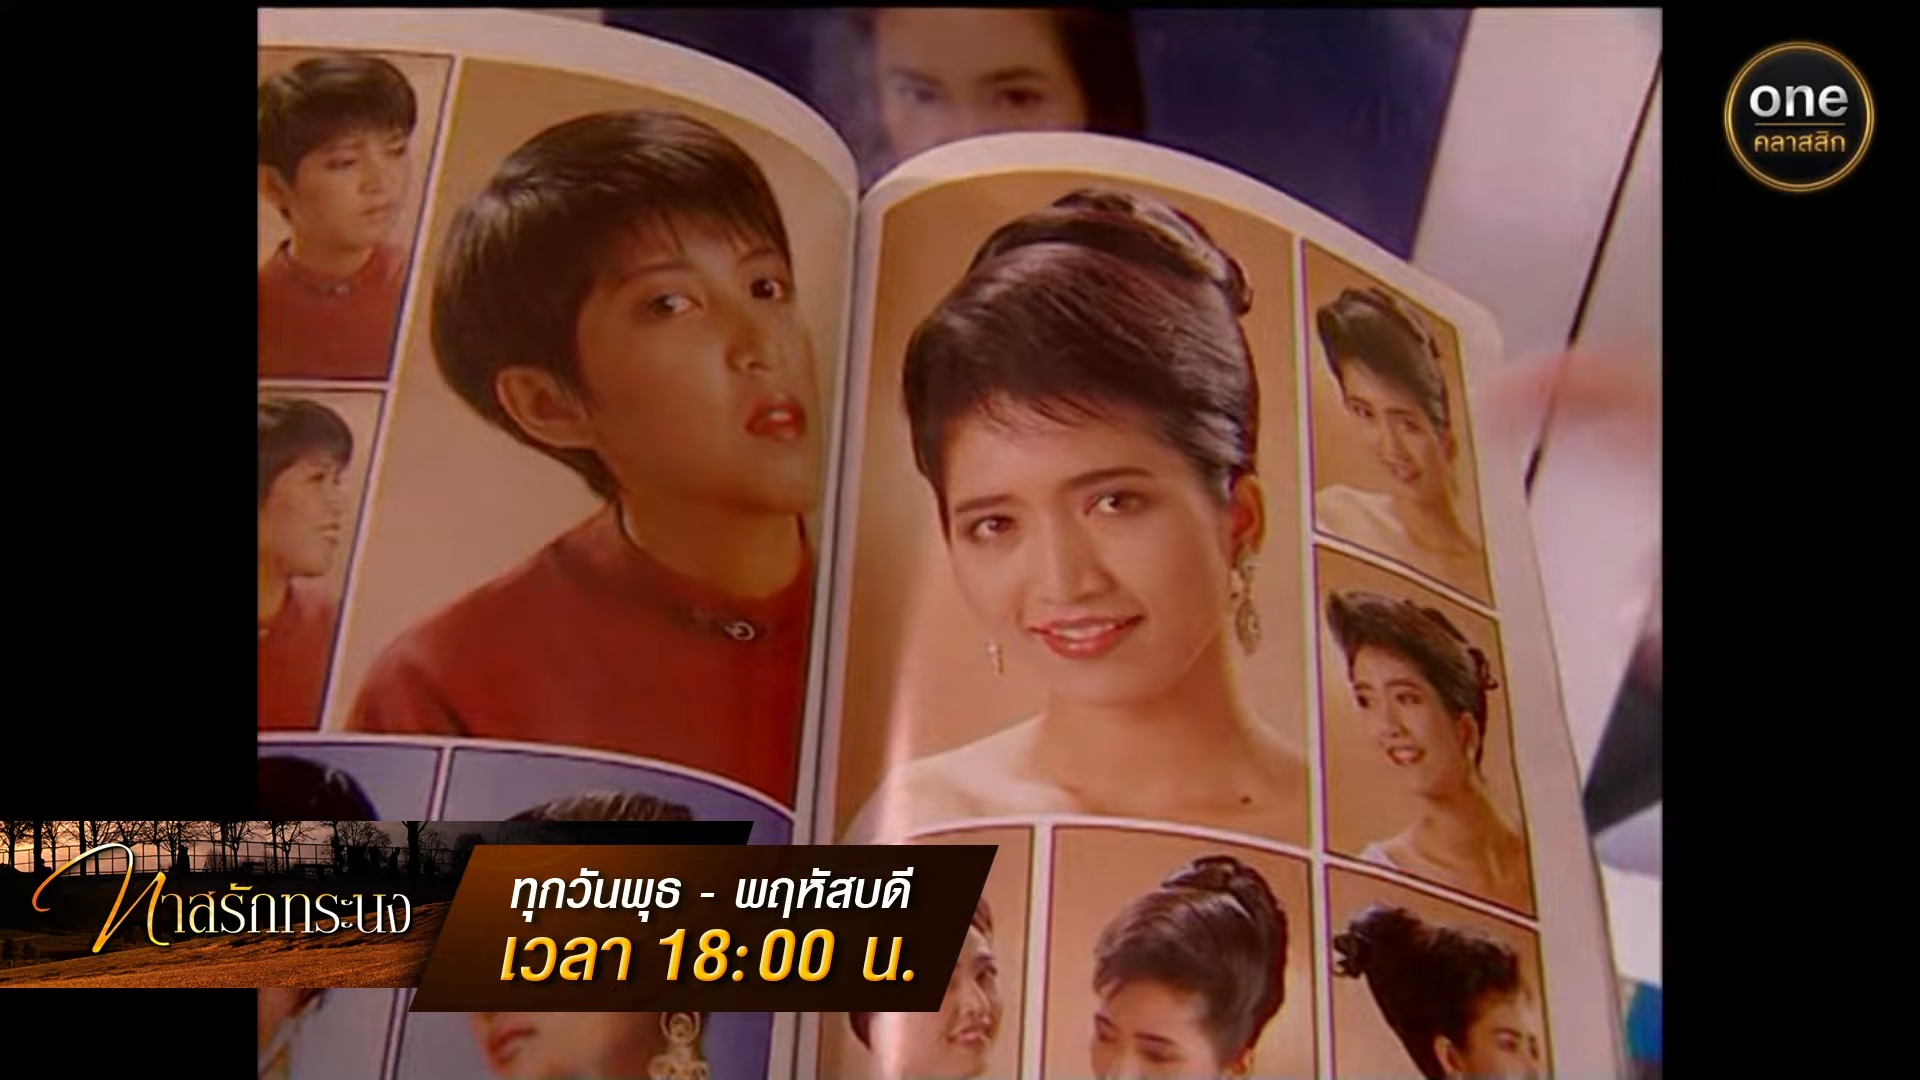 one
คลาสสิก
ทาสรักทระนง
ทุกวันพุธ - พฤหัสบดี
เวลา 18:00 น.